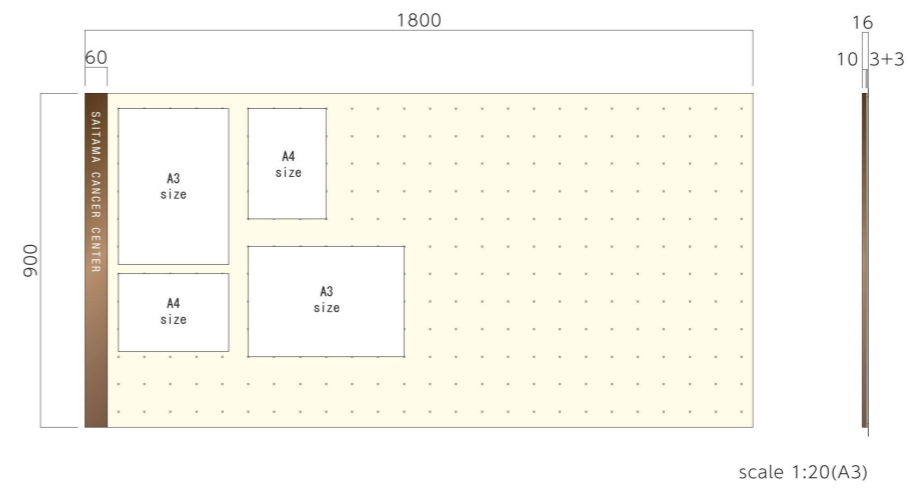 1800
60
16
10
3+3
SAITAMA CANCER CENTER
A3
size
A4
size
900
A4
size
A3
size
scale 1:20(A3)